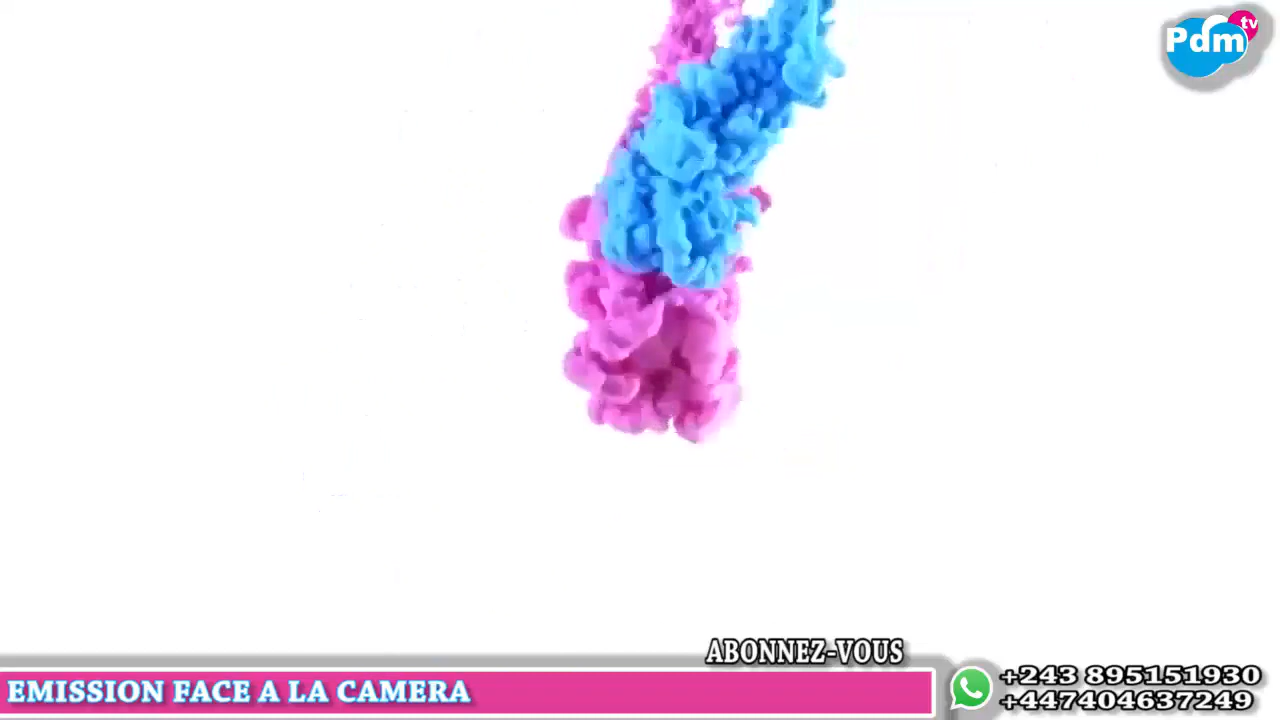 Pdm tv
ABONNEZ-VOUS
EMISSION FACE A LA CAMERA
+243 895151930
+447404637249